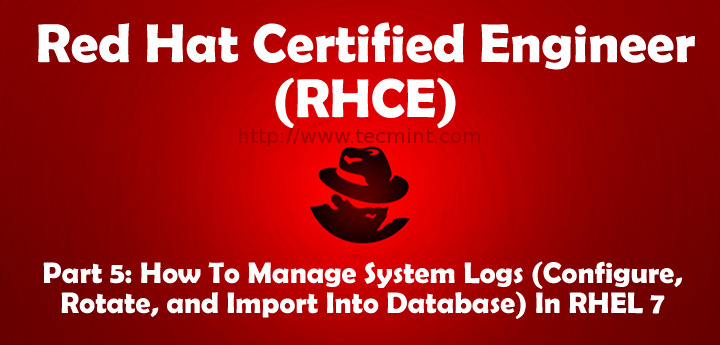 Red Hat Certified Engineer
(RHCE)
http://www.tecmint.com
Part 5: How To Manage System Logs (Configure,
Rotate, and Import Into Database) In RHEL 7